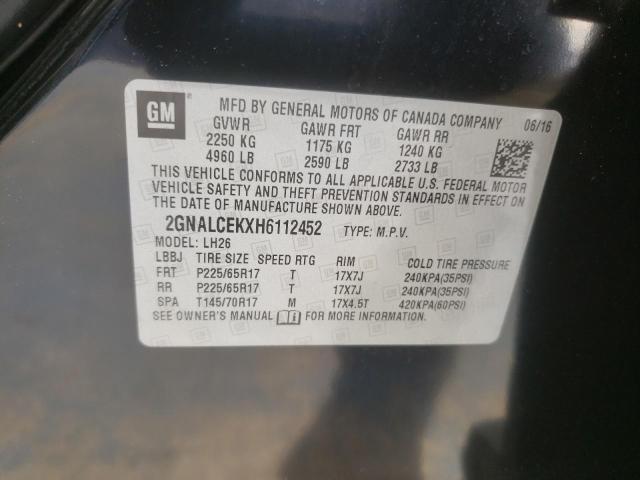 GM
MFD BY GENERAL MOTORS OF CANADA COMPANY 06/16
GVWR GAWR FRT GAWR RR
2250 KG 1175 KG 1240 KG
4960 LB 2590 LB 2733 LB
THIS VEHICLE CONFORMS TO ALL APPLICABLE U.S. FEDERAL MOTOR
VEHICLE SAFETY AND THEFT PREVENTION STANDARDS IN EFFECT ON
THE DATE OF MANUFACTURE SHOWN ABOVE.
2GNALCEKXH6112452 TYPE: M.P.V.
MODEL: LH26
LBBJ TIRE SIZE SPEED RTG RIM COLD TIRE PRESSURE
FRT P225/65R17 T 17X7J 240KPA(35PSI)
RR P225/65R17 T 17X7J 240KPA(35PSI)
SPA T145/70R17 M 17X4.5T 420KPA(60PSI)
SEE OWNER'S MANUAL FOR MORE INFORMATION.